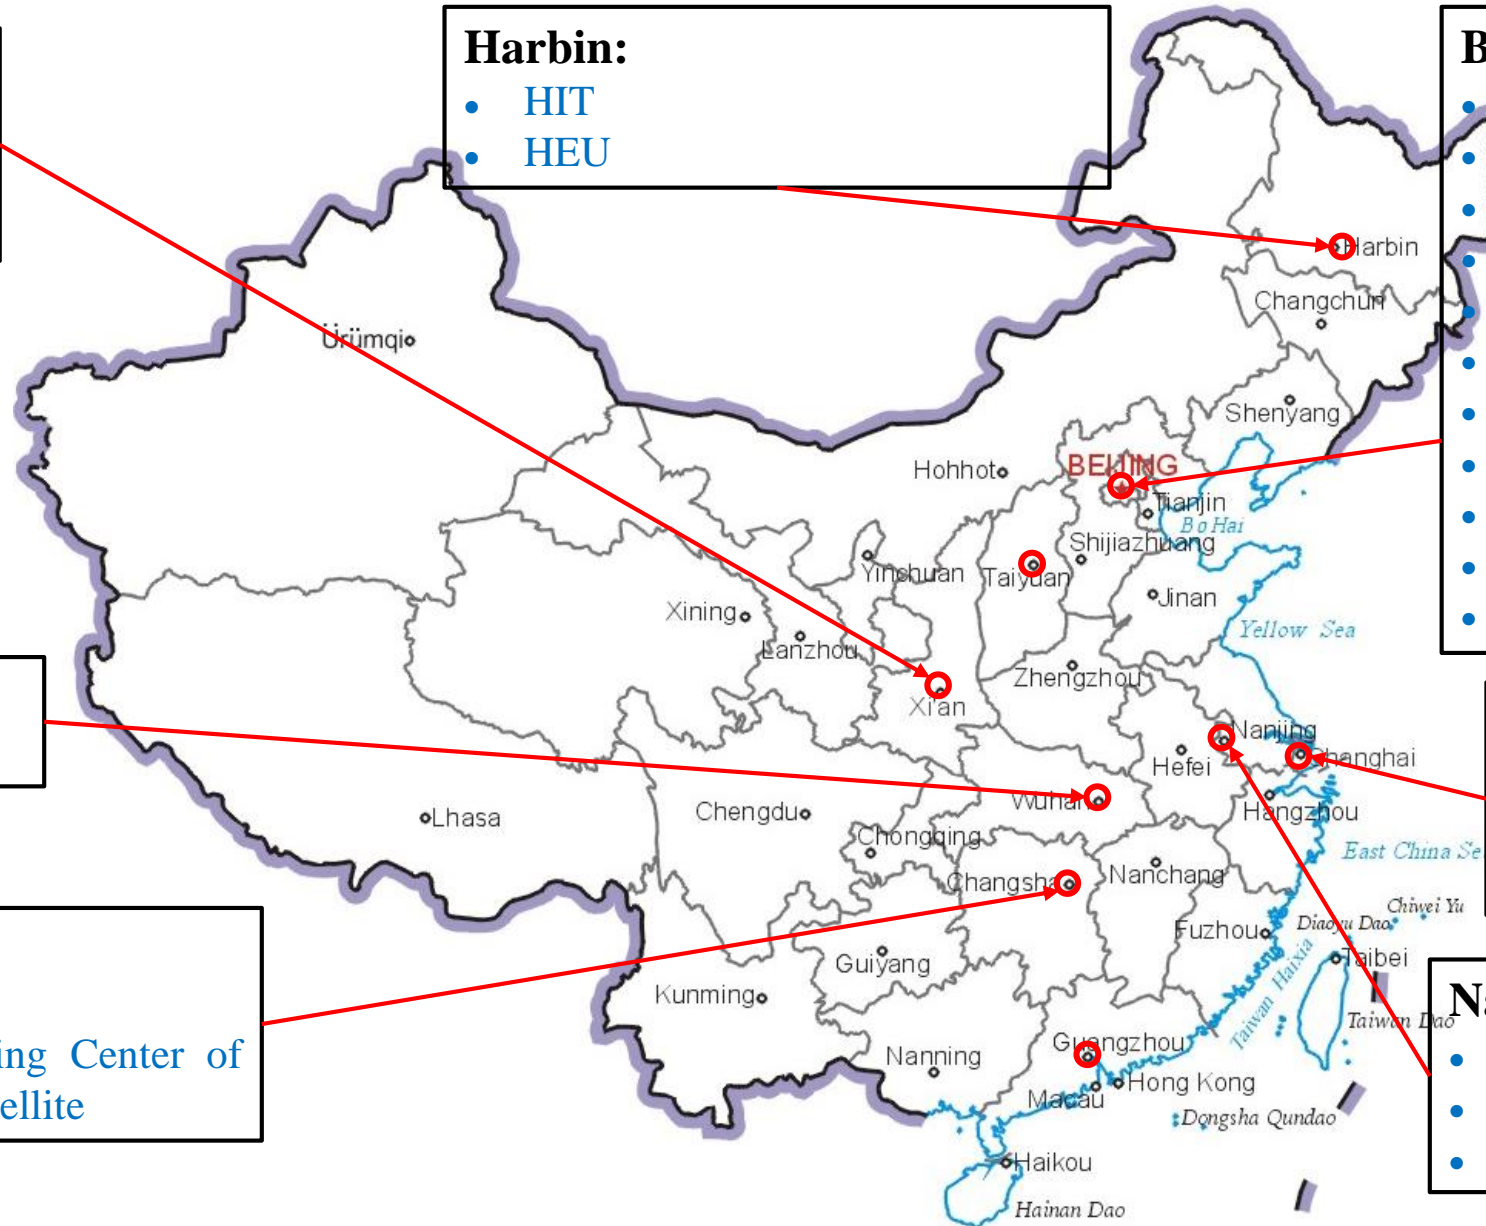 Harbin:
• HIT
• HEU
B
Harbin
Changchun
Ürümqi
Shenyang
Hohhot
BEIJING
Tianjin
Bo Hai
Shijiazhuang
Yinchuan
Taiyuan
Jinan
Xining
Yellow Sea
Lanzhou
Zhengzhou
Xi'an
Nanjing
Shanghai
Hefei
Wuhan
Hangzhou
Lhasa
Chengdu
Chongqing
East China Se
Changsha
Nanchang
Chiwei Yu
Diaoyu Dao
Fuzhou
Taibei
Guiyang
Taiwan Haixia
Kunming
Na
Taiwan Dao
ing Center of
ellite
Guangzhou
Nanning
Hong Kong
Macau
Dongsha Qundao
Haikou
Hainan Dao